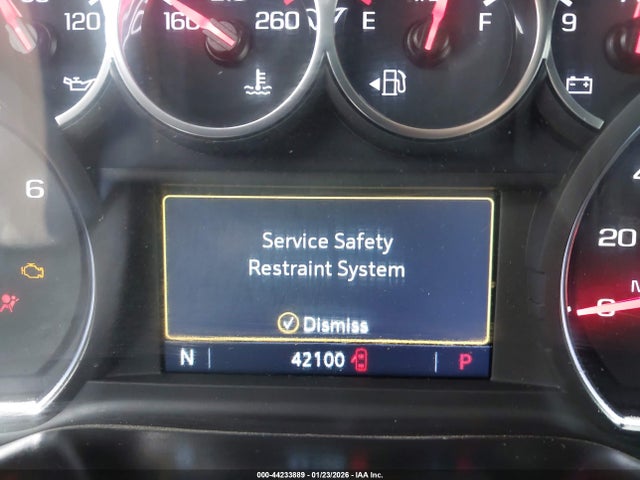 120 160 210 260 E F 9
6
Service Safety
Restraint System
Dismiss
20
N 42100 P
000-44233889 - 01/23/2026 - IAA Inc.